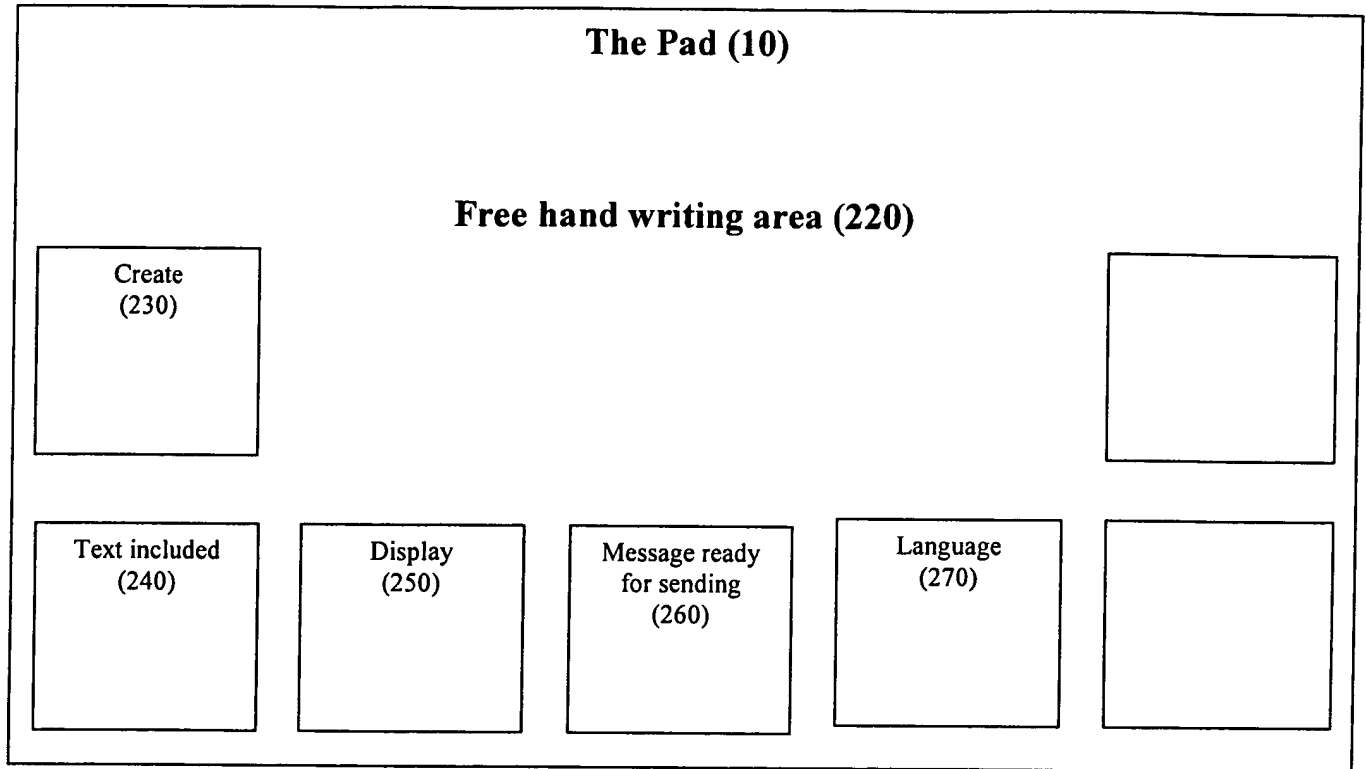 The Pad (10)
Free hand writing area (220)
Create
(230)
Text included
(240)
Display
(250)
Message ready
for sending
(260)
Language
(270)